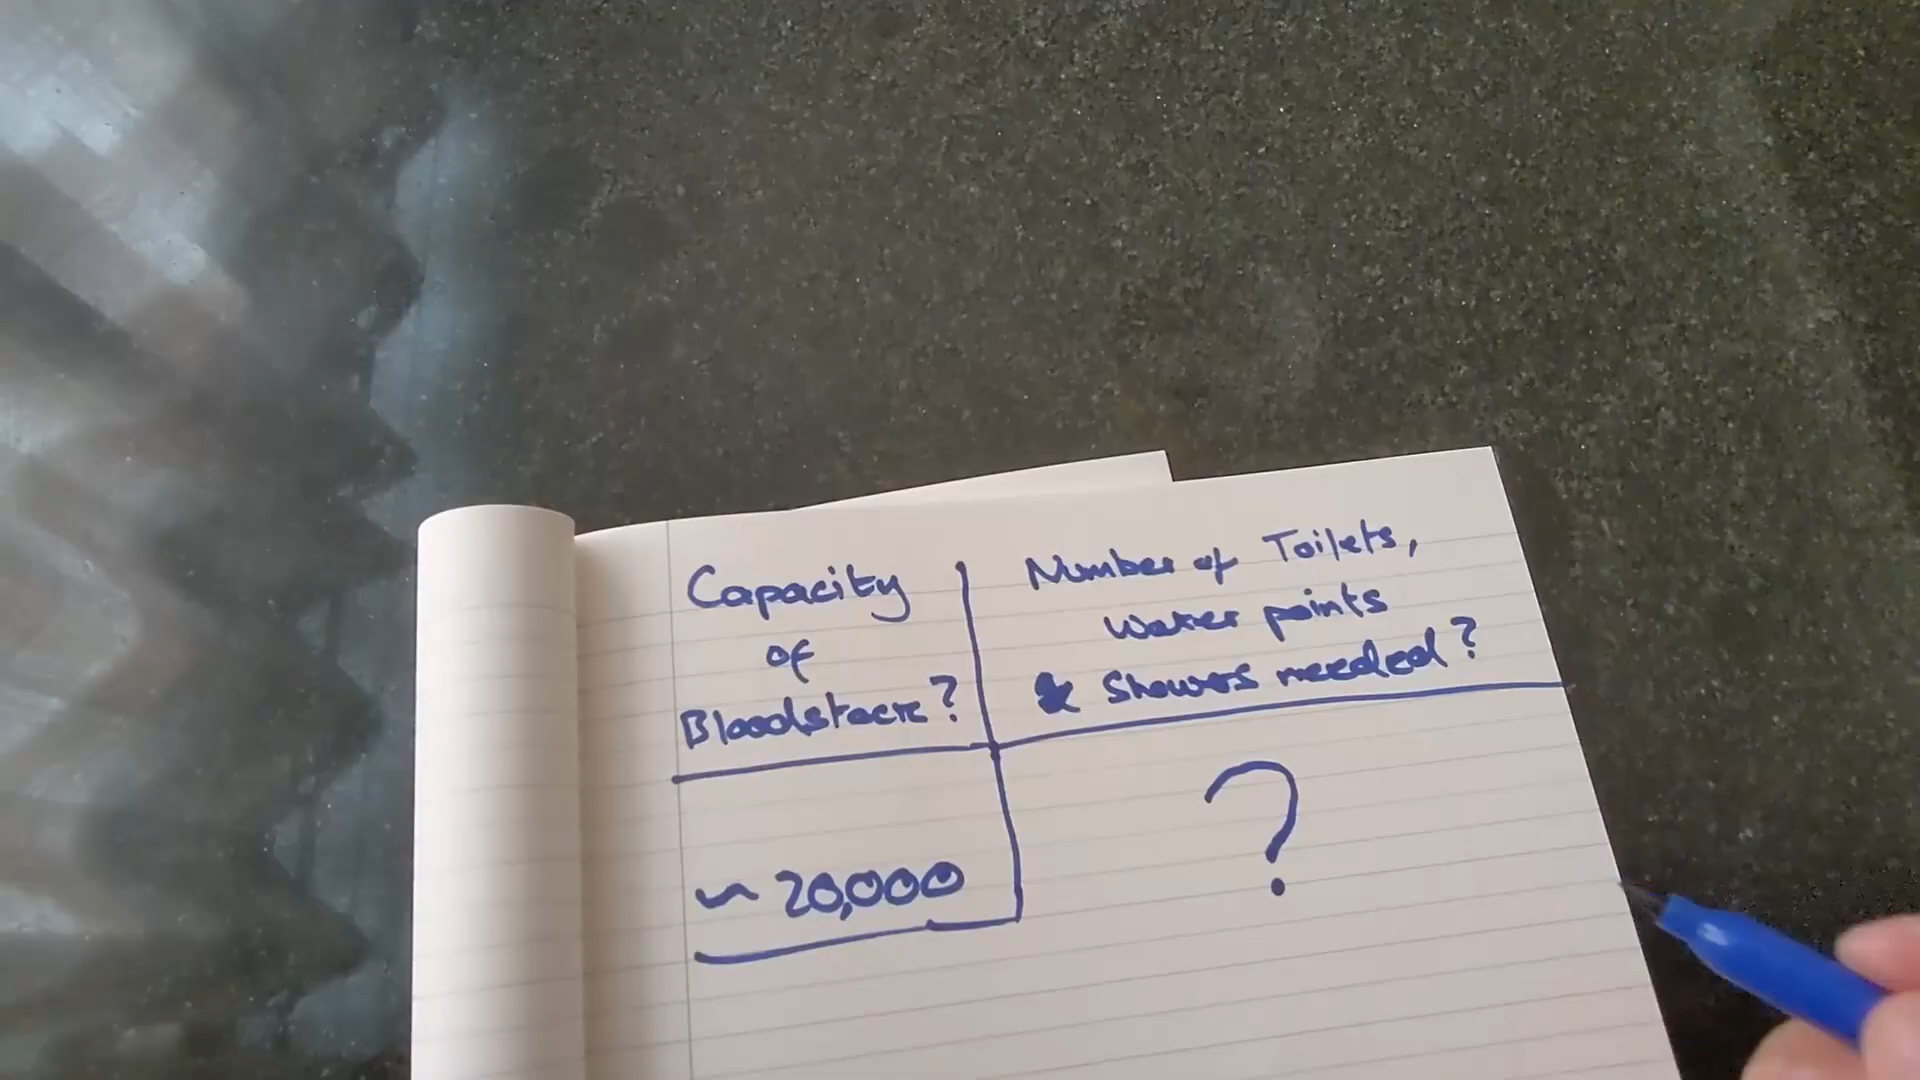 Capacity
of
Bloodstock?
~ 20,000
Number of Toilets,
Water points
& Showers needed?
?